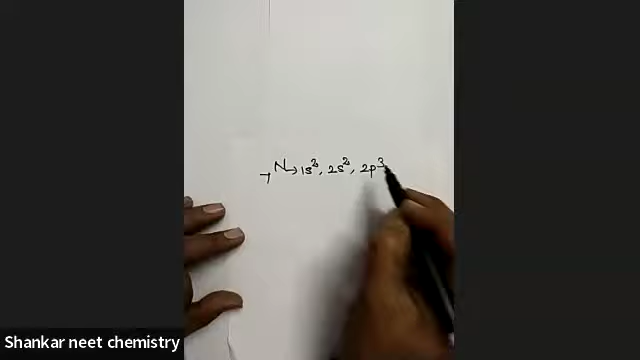 ₇N → 1s², 2s², 2p³
Shankar neet chemistry